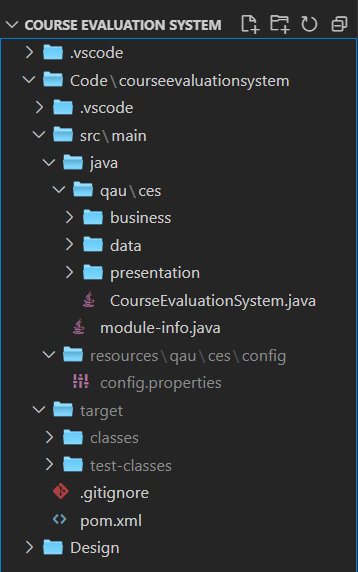 COURSE EVALUATION SYSTEM
.vscode
Code\courseevaluationsystem
.vscode
src\main
java
qau\ces
business
data
presentation
CourseEvaluationSystem.java
module-info.java
resources\qau\ces\config
config.properties
target
classes
test-classes
.gitignore
pom.xml
Design